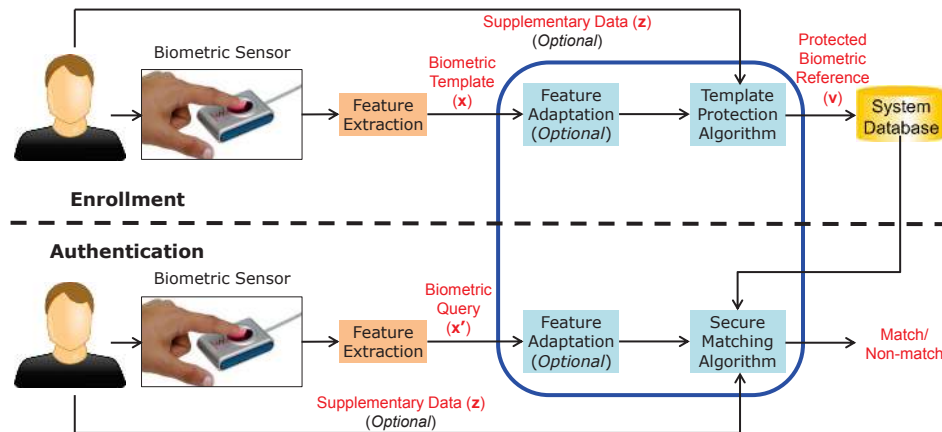 Supplementary Data (z)
(Optional)
Biometric Sensor
Biometric
Template
(x)
Protected
Biometric
Reference
(v)
Feature
Extraction
Feature
Adaptation
(Optional)
Template
Protection
Algorithm
System
Database
Enrollment
Authentication
Biometric Sensor
Biometric
Query
(x′)
Feature
Extraction
Feature
Adaptation
(Optional)
Secure
Matching
Algorithm
Match/
Non-match
Supplementary Data (z)
(Optional)